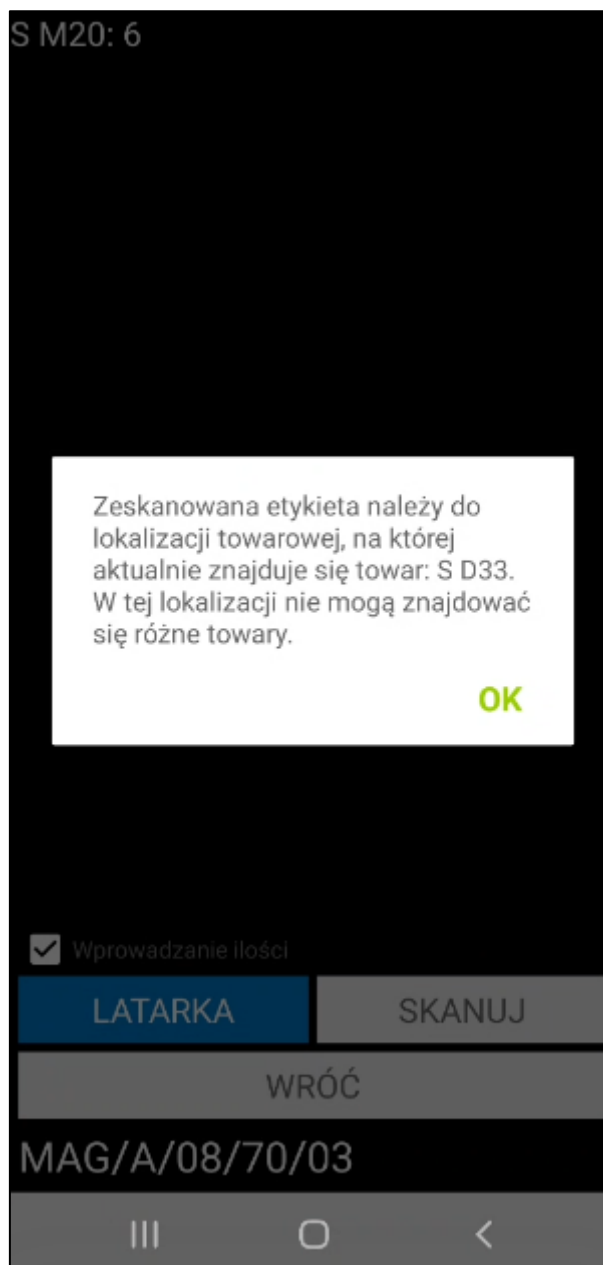 S M20: 6
Zeskanowana etykieta należy do
lokalizacji towarowej, na której
aktualnie znajduje się towar: S D33.
W tej lokalizacji nie mogą znajdować
się różne towary.
OK
Wprowadzanie ilości
LATARKA SKANUJ
WRÓĆ
MAG/A/08/70/03